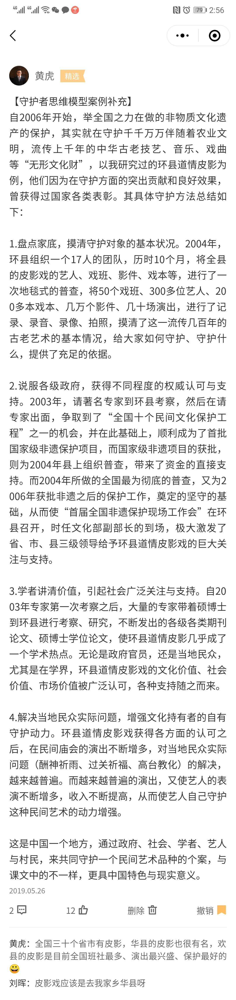 4G 4G 79 2:56
黄虎 精选
【守护者思维模型案例补充】
自2006年开始，举全国之力在做的非物质文化遗
产的保护，其实就在守护千千万万伴随着农业文
明，流传上千年的中华古老技艺、音乐、戏曲
等“无形文化财”，以我研究过的环县道情皮影为
例，他们因为在守护方面的突出贡献和良好效果，
曾获得过国家各类表彰。其具体守护方法总结如
下：
1.盘点家底，摸清守护对象的基本状况。2004年，
环县组织一个17人的团队，历时10个月，将全县
的皮影戏的艺人、戏班、影件、戏本等，进行了一
次地毯式的普查，将50个戏班、300多位艺人、20
0多本戏本、几万个影件、几十场演出，进行了记
录、录音、录像、拍照，摸清了这一流传几百年的
古老艺术的基本情况，给大家如何守护、守护什
么，提供了充足的依据。
2.说服各级政府，获得不同程度的权威认可与支
持。2003年，请著名专家到环县考察，然后在请
专家出面，争取到了“全国十个民间文化保护工
程”之一的机会，并在此基础上，顺利成为了首批
国家级非遗保护项目，而国家级非遗项目的获批，
则为2004年县上组织普查，带来了资金的直接支
持。而2004年所做的全国最为彻底的普查，又为2
006年获批非遗之后的保护工作，奠定的坚守的基
础，从而使“首届全国非遗保护现场工作会”在环
县召开，时任文化部副部长的到场，极大激发了
省、市、县三级领导给予环县道情皮影戏的巨大关
注与支持。
3.学者讲清价值，引起社会广泛关注与支持。自20
03年专家第一次考察之后，大量的专家带着硕博士
到环县进行考察、研究，不断发出的各级各类期刊
论文、硕博士学位论文，使环县道情皮影几乎成了
一个学术热点。无论是政府官员，还是当地民众，
尤其是在学界，环县道情皮影戏的文化价值、社会
价值、市场价值被广泛认可，各种支持随之而来。
4.解决当地民众实际问题，增强文化持有者的自有
守护动力。环县道情皮影戏获得各方面的认可之
后，在民间庙会的演出不断增多，对当地民众实际
问题（酬神祈雨、过关祈福、高台教化）的解决，
越来越普遍。而越来越普遍的演出，又使艺人的表
演不断增多，收入不断提高，从而使艺人自己守护
这种民间艺术的动力增强。
这是中国一个地方，通过政府、社会、学者、艺人
与村民，来共同守护一个民间艺术品种的个案，与
课文中的不一样，更具中国特色与现实意义。
2019.05.26
2 12 删除 撤销
黄虎：全国三十个省市有皮影，华县的皮影也很有名，欢
县的皮影是目前全国班社最多、演出最兴盛、保护最好的
😀
刘晖：皮影戏应该是去我家乡华县呀